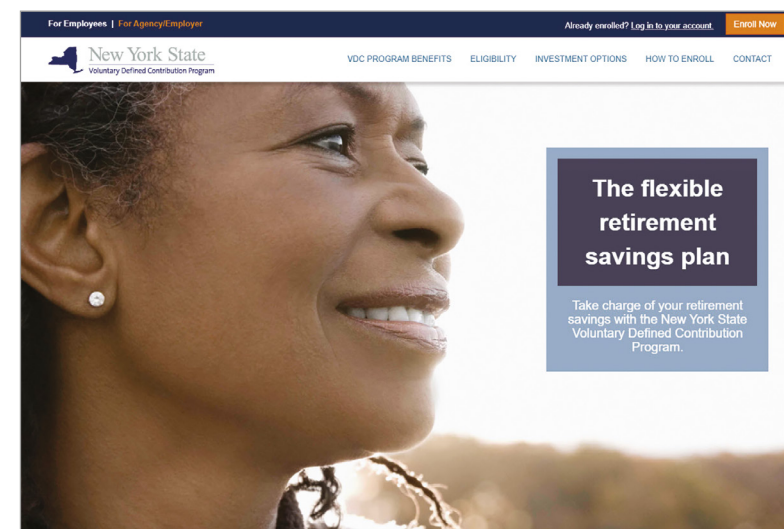 For Employees | For Agency/Employer
Already enrolled? Log in to your account.
Enroll Now
New York State
Voluntary Defined Contribution Program
VDC PROGRAM BENEFITS ELIGIBILITY INVESTMENT OPTIONS HOW TO ENROLL CONTACT
The flexible
retirement
savings plan
Take charge of your retirement
savings with the New York State
Voluntary Defined Contribution
Program.